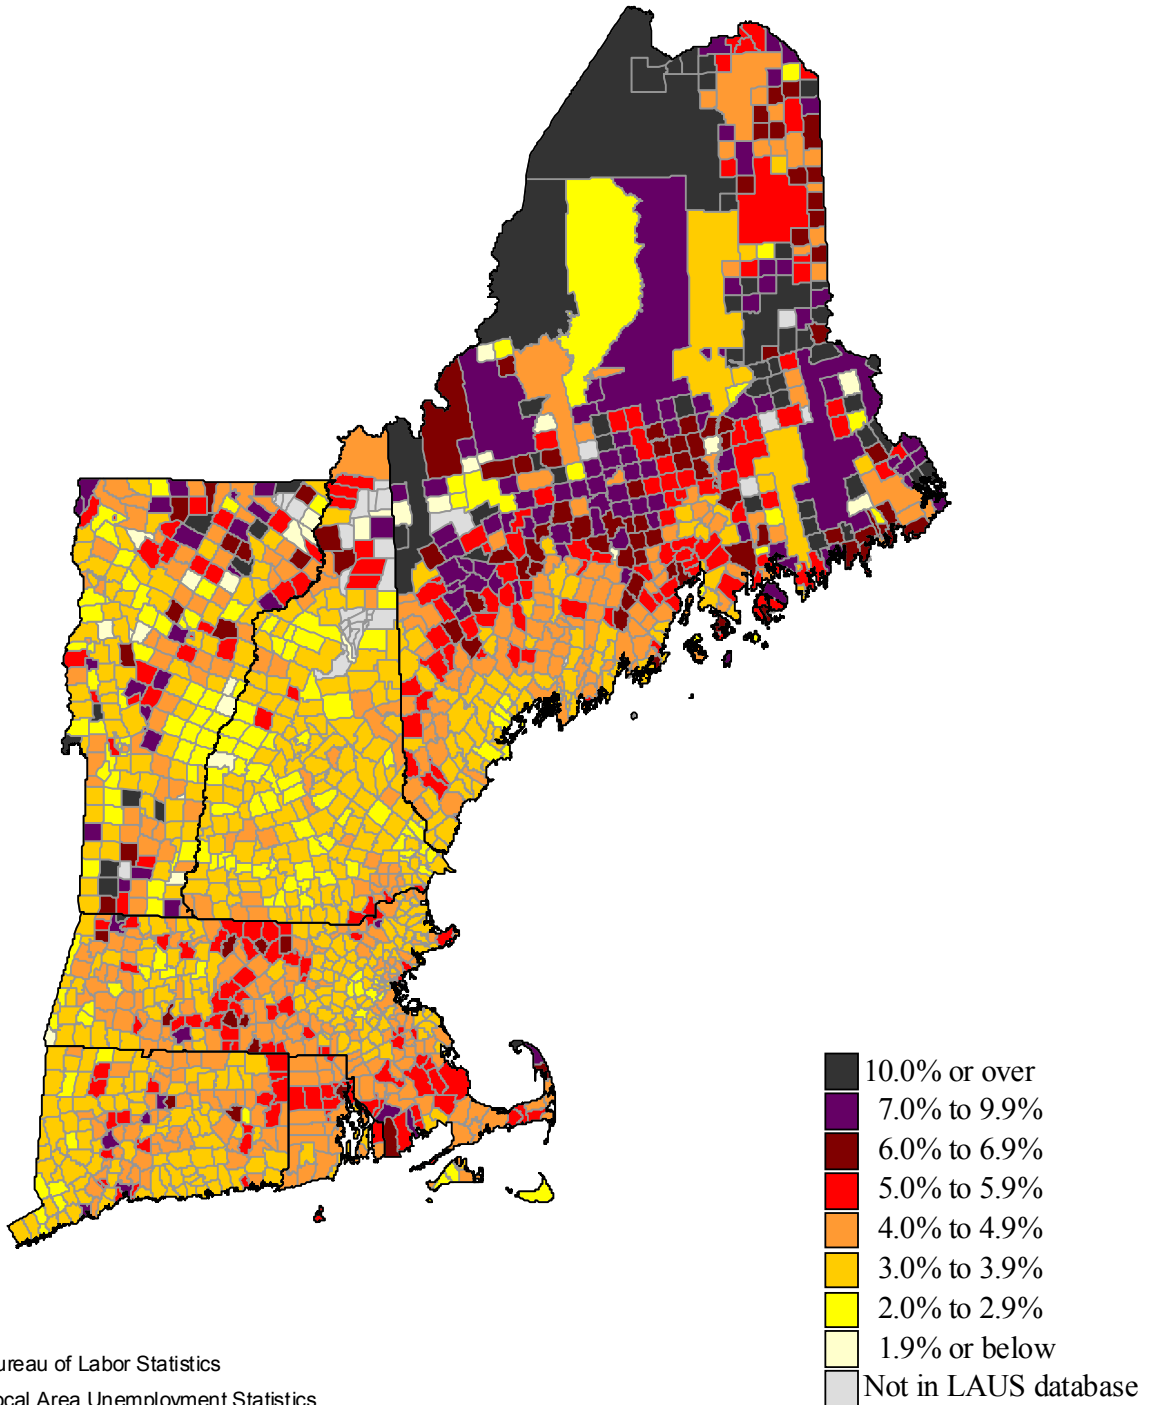 10.0% or over
7.0% to 9.9%
6.0% to 6.9%
5.0% to 5.9%
4.0% to 4.9%
3.0% to 3.9%
2.0% to 2.9%
1.9% or below
Not in LAUS database
ureau of Labor Statistics
ocal Area Unemployment Statistics